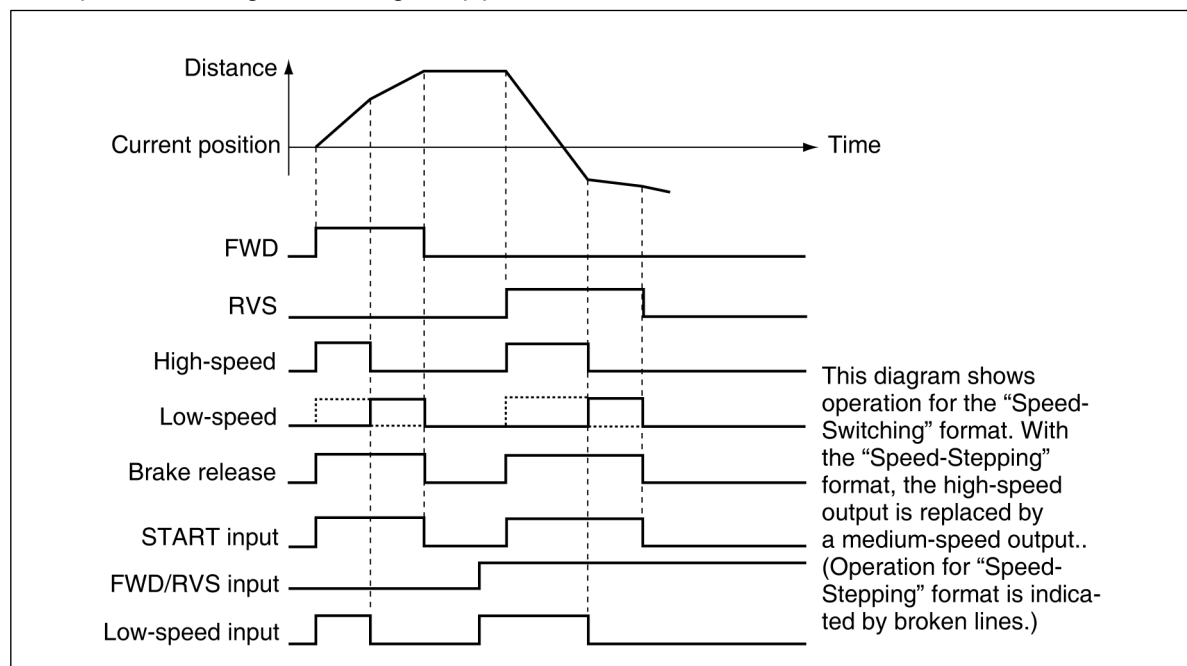 Distance
Current position
Time
FWD
RVS
High-speed
Low-speed
Brake release
START input
FWD/RVS input
Low-speed input
This diagram shows
operation for the “Speed-
Switching” format. With
the “Speed-Stepping”
format, the high-speed
output is replaced by
a medium-speed output..
(Operation for “Speed-
Stepping” format is indica-
ted by broken lines.)